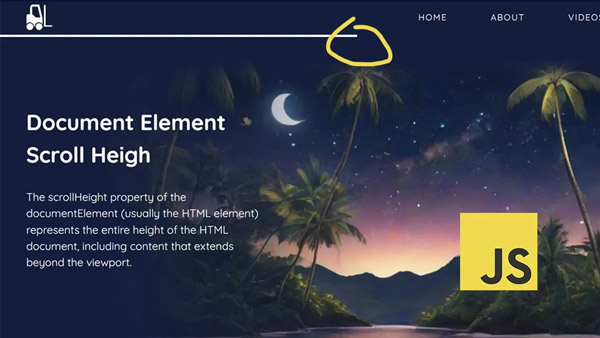 HOME ABOUT
Document Element
Scroll Heigh
The scrollHeight property of the
documentElement (usually the HTML element)
represents the entire height of the HTML
document, including content that extends
beyond the viewport.
JS